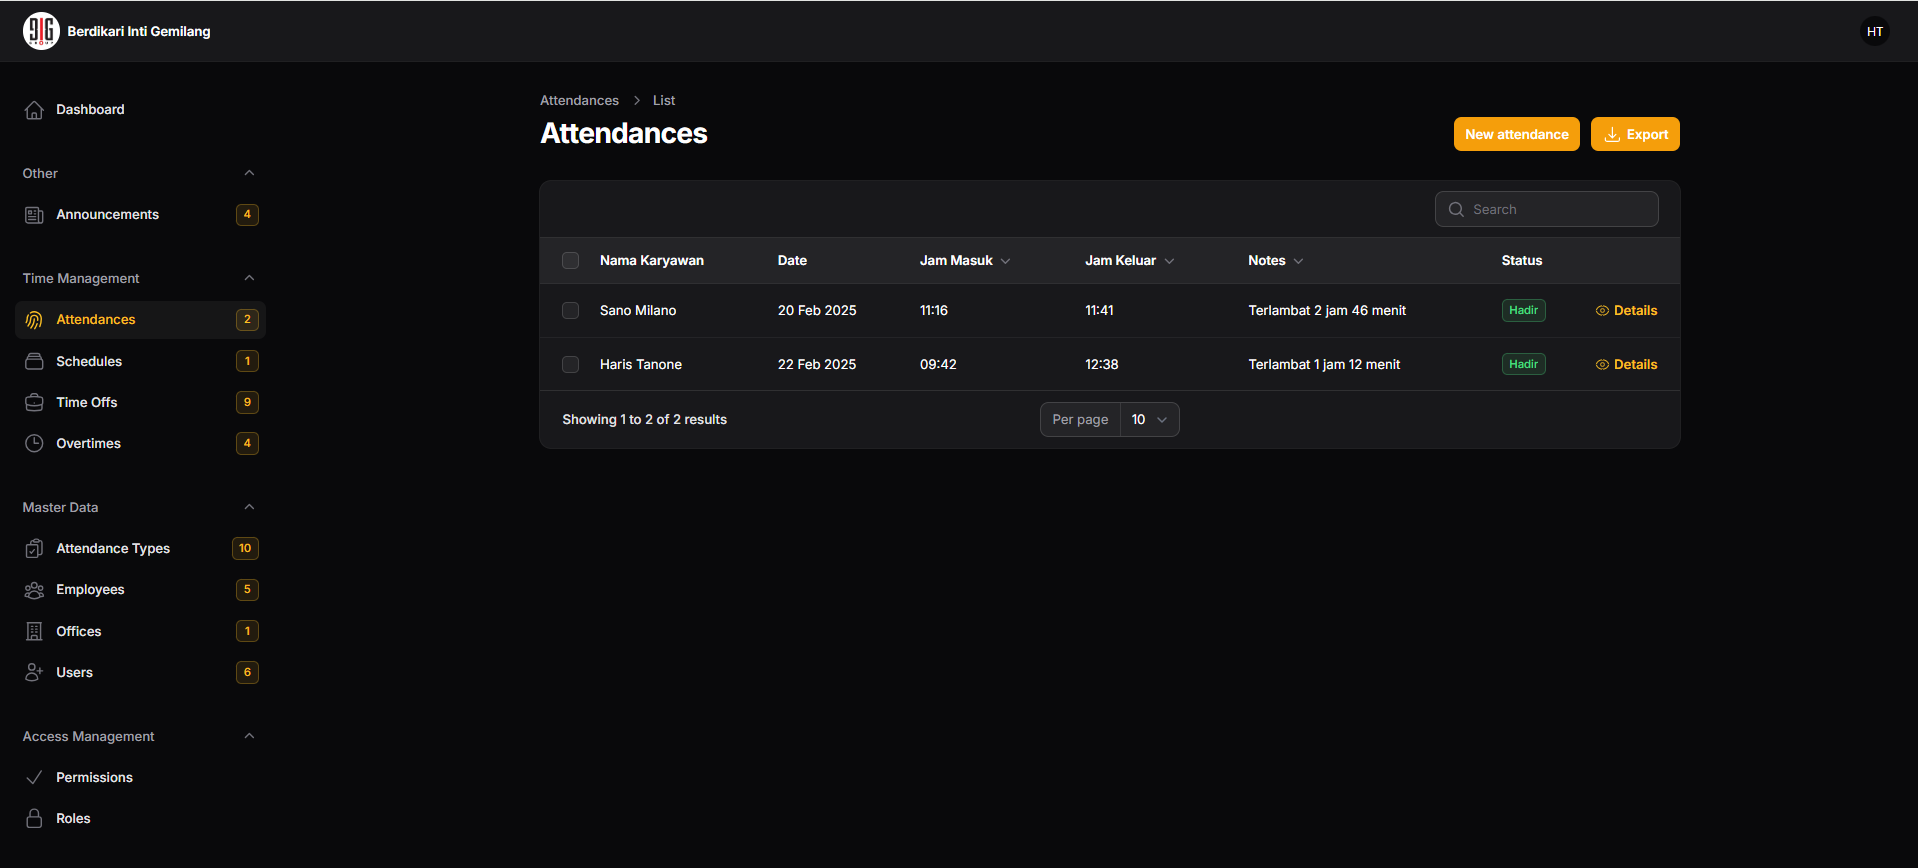 Berdikari Inti Gemilang
HT
Dashboard
Other
Announcements 4
Time Management
Attendances 2
Schedules 1
Time Offs 9
Overtimes 4
Master Data
Attendance Types 10
Employees 5
Offices 1
Users 6
Access Management
Permissions
Roles
Attendances > List
Attendances
New attendance
Export
Search
Nama Karyawan Date Jam Masuk Jam Keluar Notes Status
Sano Milano 20 Feb 2025 11:16 11:41 Terlambat 2 jam 46 menit Hadir Details
Haris Tanone 22 Feb 2025 09:42 12:38 Terlambat 1 jam 12 menit Hadir Details
Showing 1 to 2 of 2 results
Per page 10